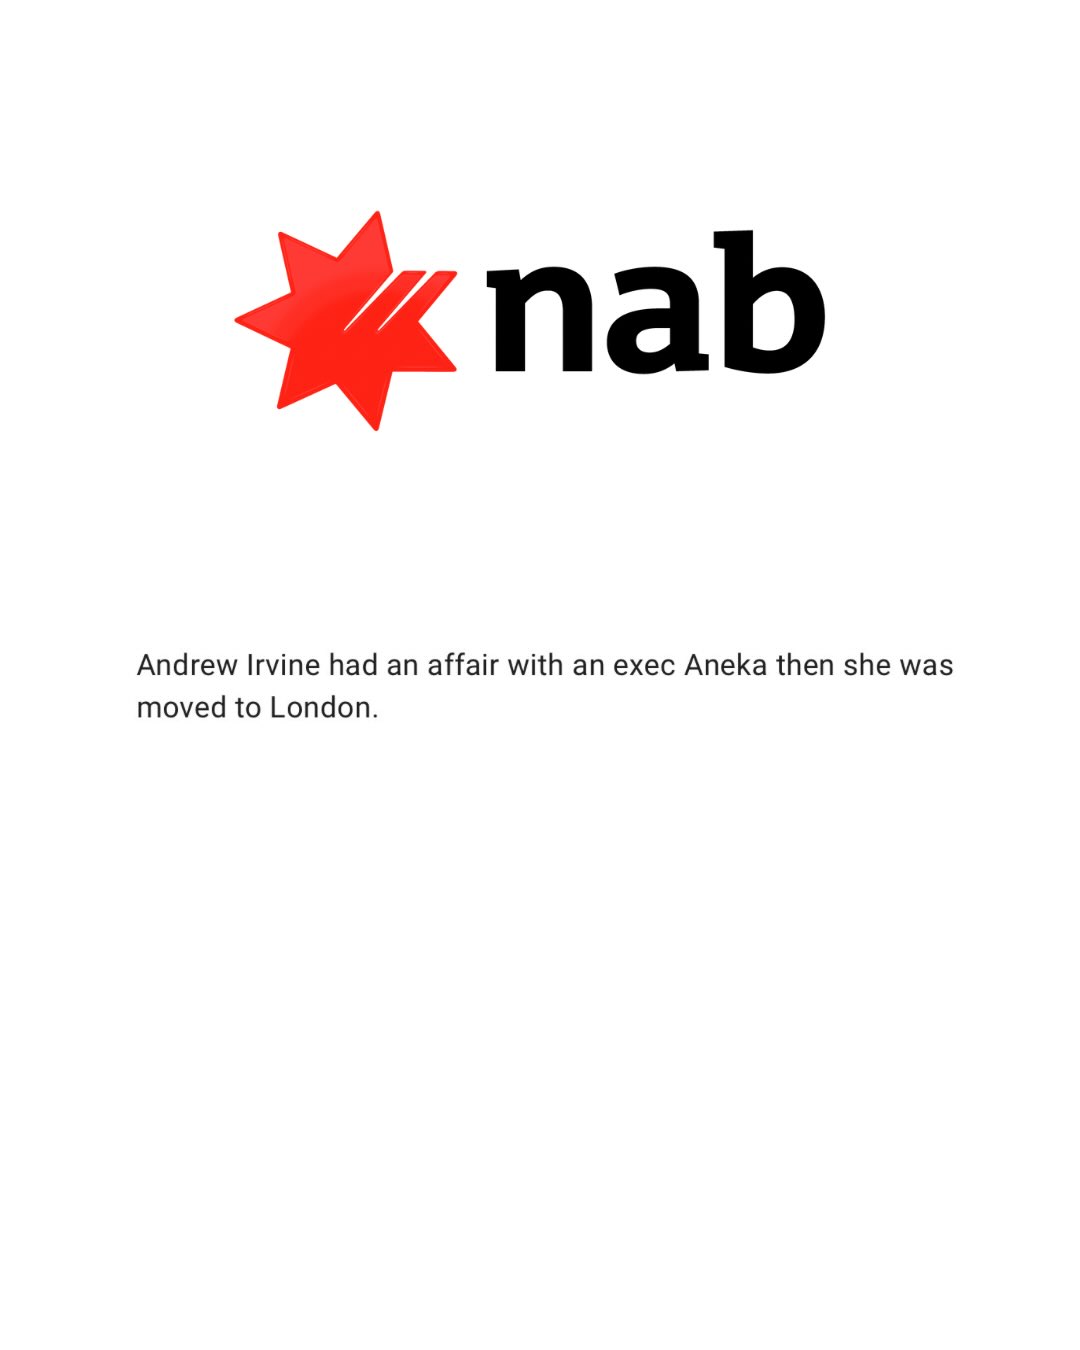 nab
Andrew Irvine had an affair with an exec Aneka then she was
moved to London.